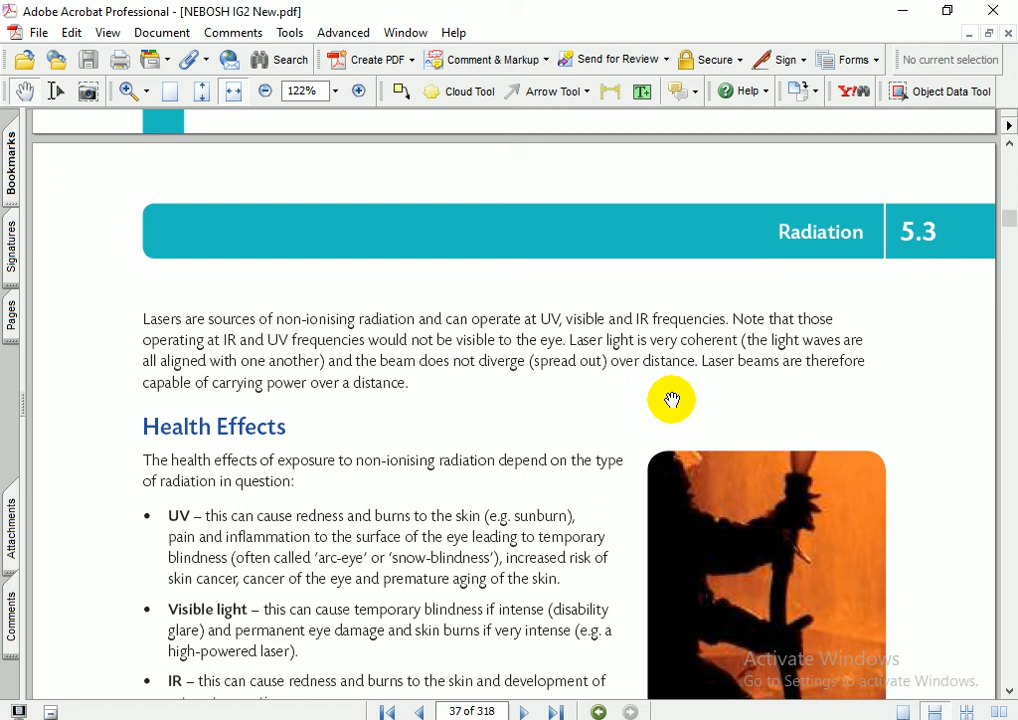 Adobe Acrobat Professional - [NEBOSH IG2 New.pdf]
File Edit View Document Comments Tools Advanced Window Help
Search Create PDF Comment & Markup Send for Review Secure Sign Forms No current selection
122% Cloud Tool Arrow Tool Help Y! Object Data Tool
Bookmarks
Signatures
Pages
Attachments
Comments
Radiation 5.3
Lasers are sources of non-ionising radiation and can operate at UV, visible and IR frequencies. Note that those
operating at IR and UV frequencies would not be visible to the eye. Laser light is very coherent (the light waves are
all aligned with one another) and the beam does not diverge (spread out) over distance. Laser beams are therefore
capable of carrying power over a distance.
Health Effects
The health effects of exposure to non-ionising radiation depend on the type
of radiation in question:
• UV – this can cause redness and burns to the skin (e.g. sunburn),
pain and inflammation to the surface of the eye leading to temporary
blindness (often called ‘arc-eye’ or ‘snow-blindness’), increased risk of
skin cancer, cancer of the eye and premature aging of the skin.
• Visible light – this can cause temporary blindness if intense (disability
glare) and permanent eye damage and skin burns if very intense (e.g. a
high-powered laser).
• IR – this can cause redness and burns to the skin and development of
Activate Windows
Go to Settings to activate Windows.
37 of 318